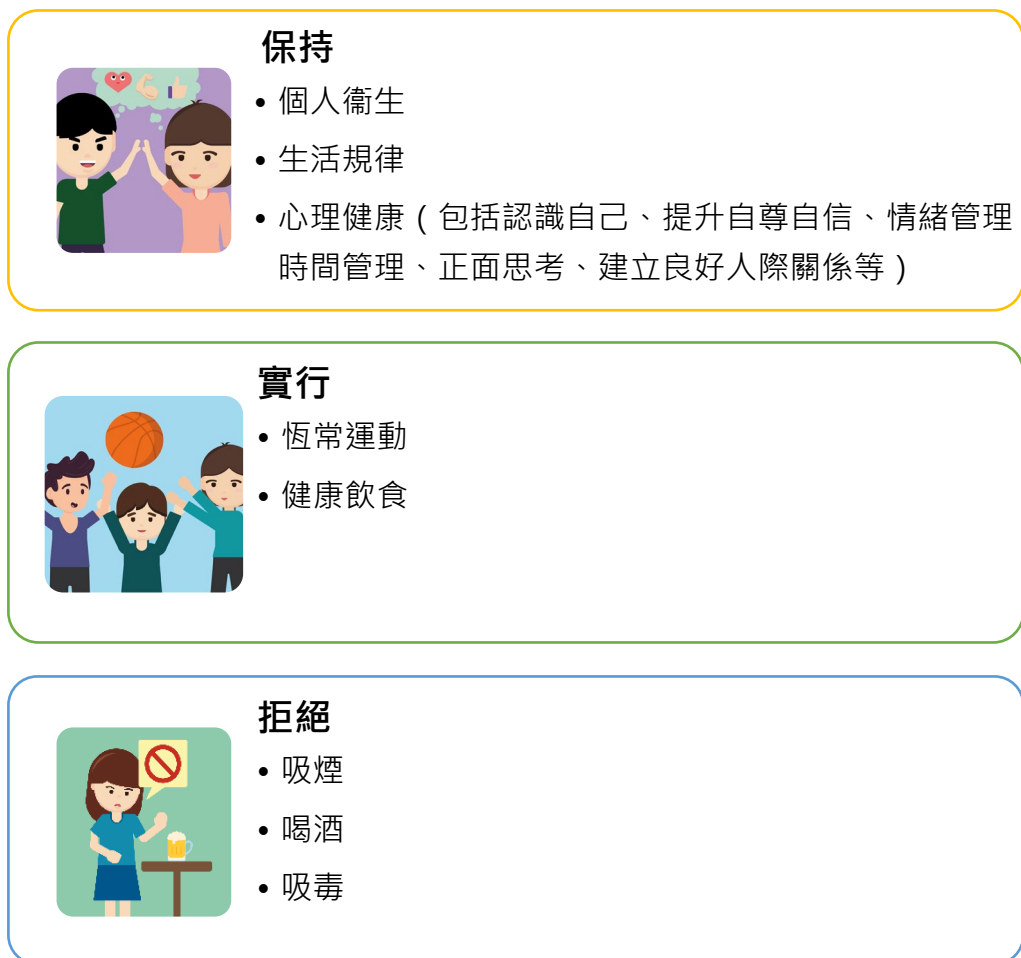 保持
• 個人衞生
• 生活規律
• 心理健康（包括認識自己、提升自尊自信、情緒管理
時間管理、正面思考、建立良好人際關係等）
實行
• 恆常運動
• 健康飲食
拒絕
• 吸煙
• 喝酒
• 吸毒